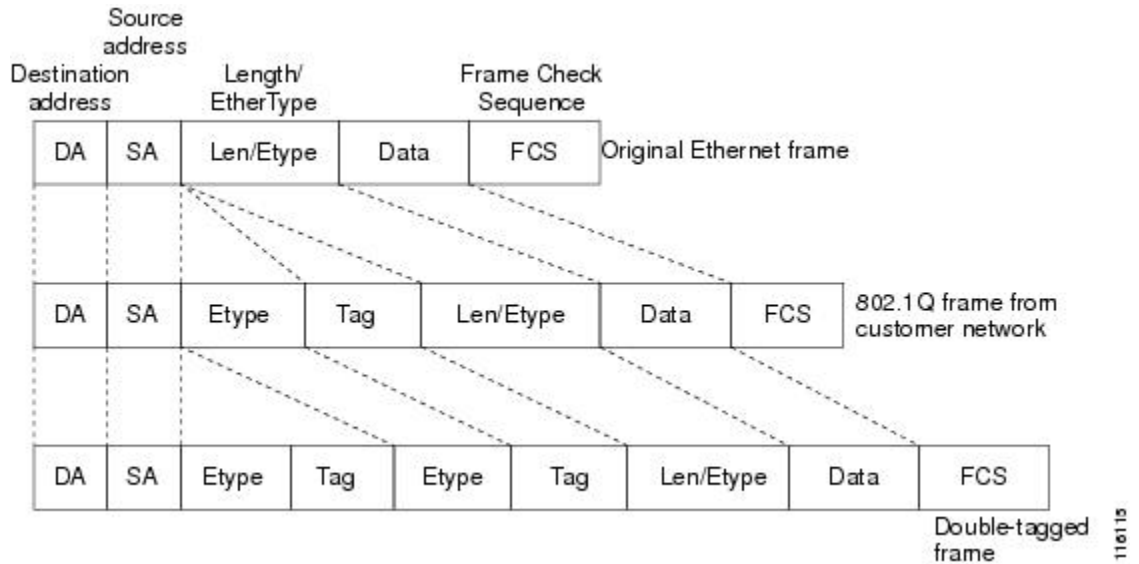 Source
address
Destination
address
Length/
EtherType
Frame Check
Sequence
DA SA Len/Etype Data FCS Original Ethernet frame
DA SA Etype Tag Len/Etype Data FCS 802.1Q frame from
customer network
DA SA Etype Tag Etype Tag Len/Etype Data FCS
Double-tagged
frame
116115